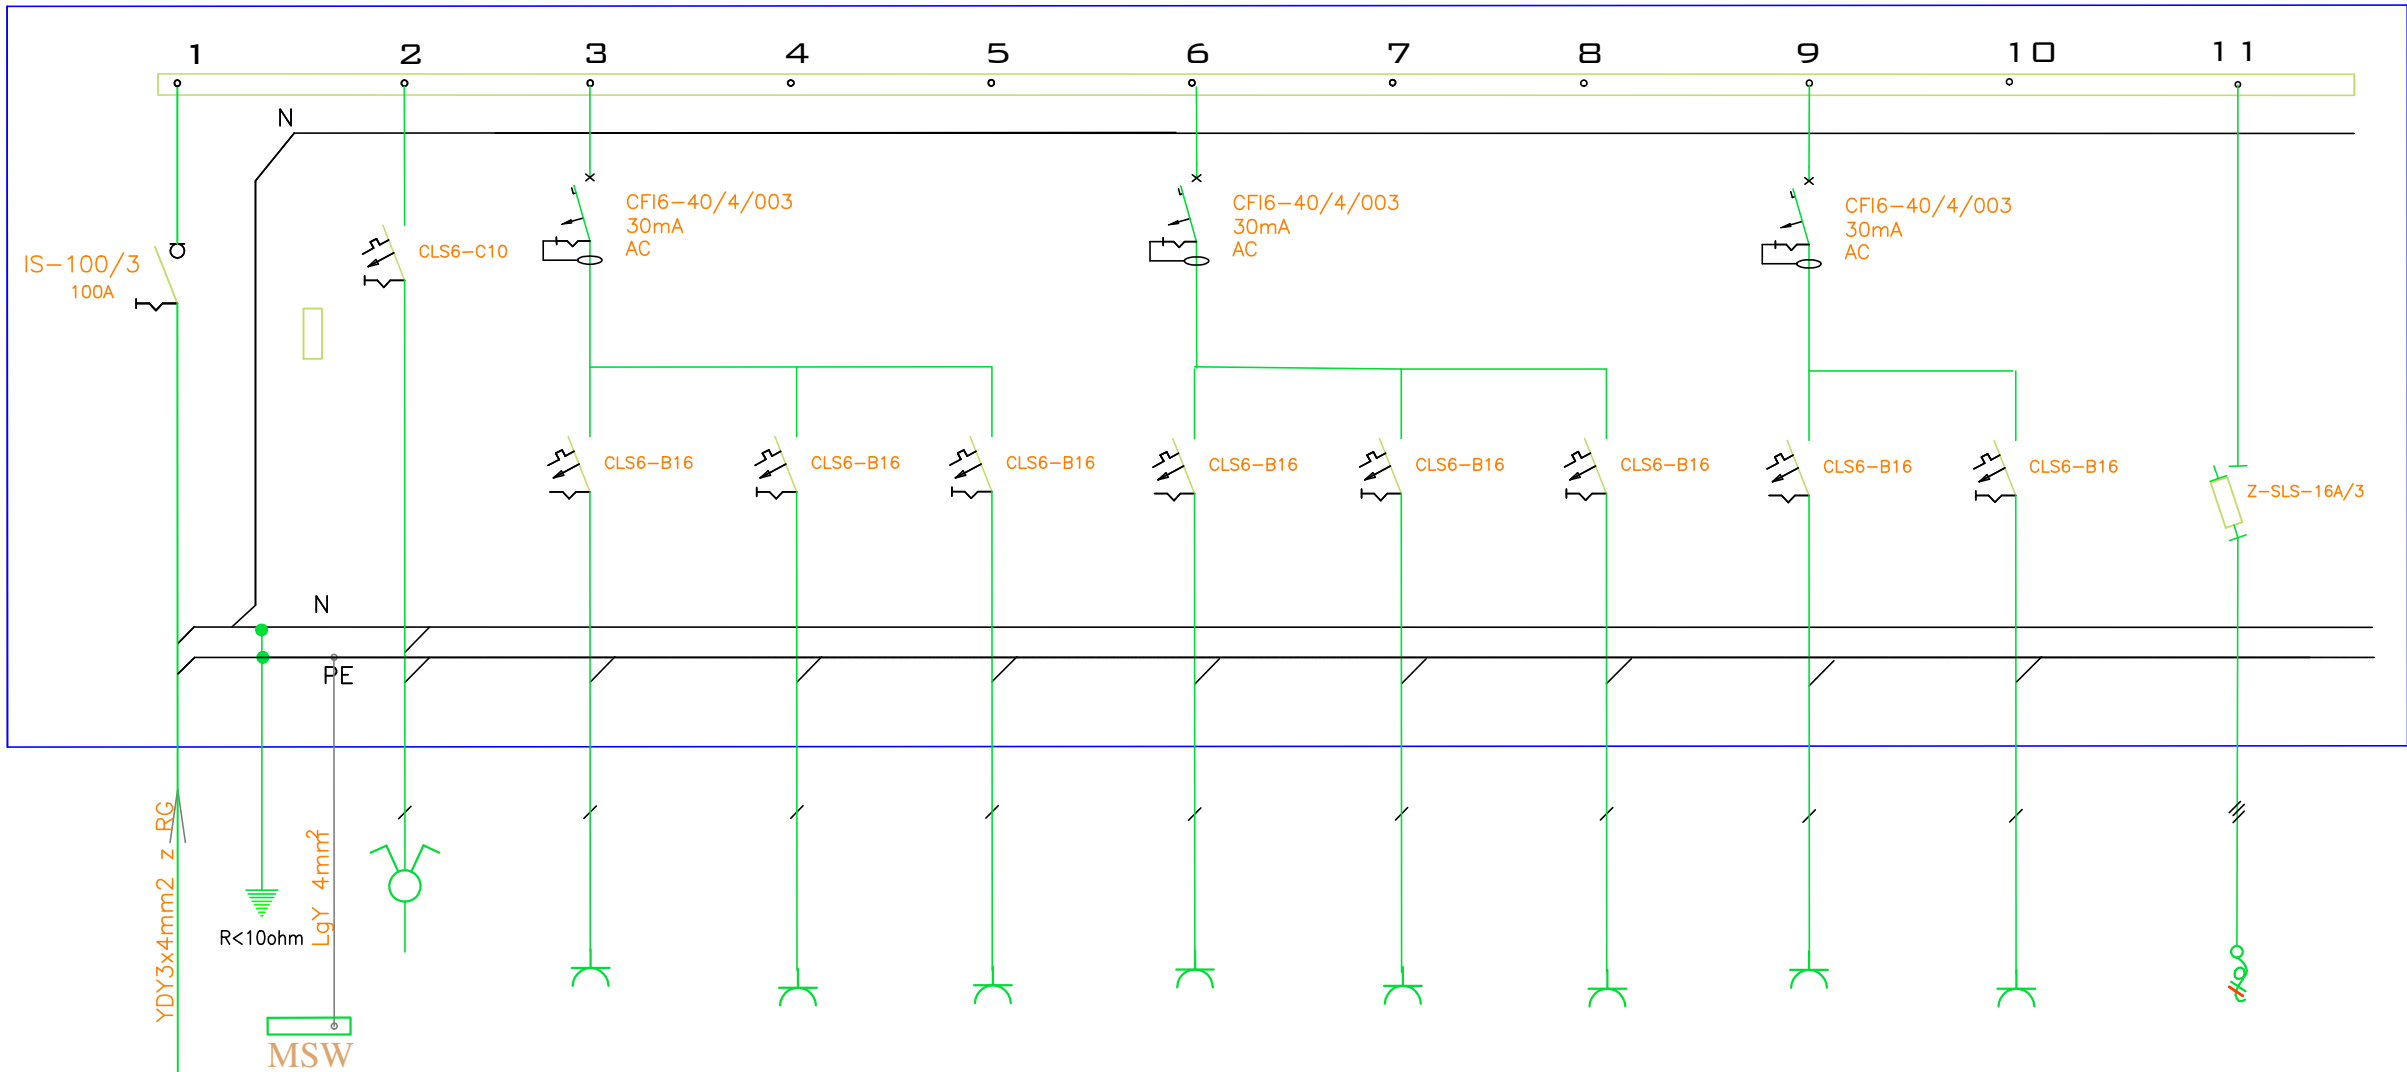 1 2 3 4 5 6 7 8 9 10 11
N
CFI6-40/4/003
30mA
AC
CFI6-40/4/003
30mA
AC
CFI6-40/4/003
30mA
AC
CLS6-C10
IS-100/3
100A
CLS6-B16
CLS6-B16
CLS6-B16
CLS6-B16
CLS6-B16
CLS6-B16
CLS6-B16
CLS6-B16
Z-SLS-16A/3
N
PE
YDY3x4mm2 z RG
LgY 4mm²
R<10ohm
MSW